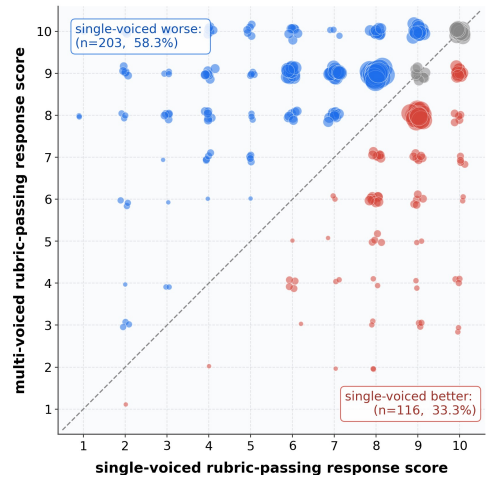 multi-voiced rubric-passing response score
10
9
8
7
6
5
4
3
2
1
single-voiced worse:
(n=203, 58.3%)
single-voiced better:
(n=116, 33.3%)
1 2 3 4 5 6 7 8 9 10
single-voiced rubric-passing response score